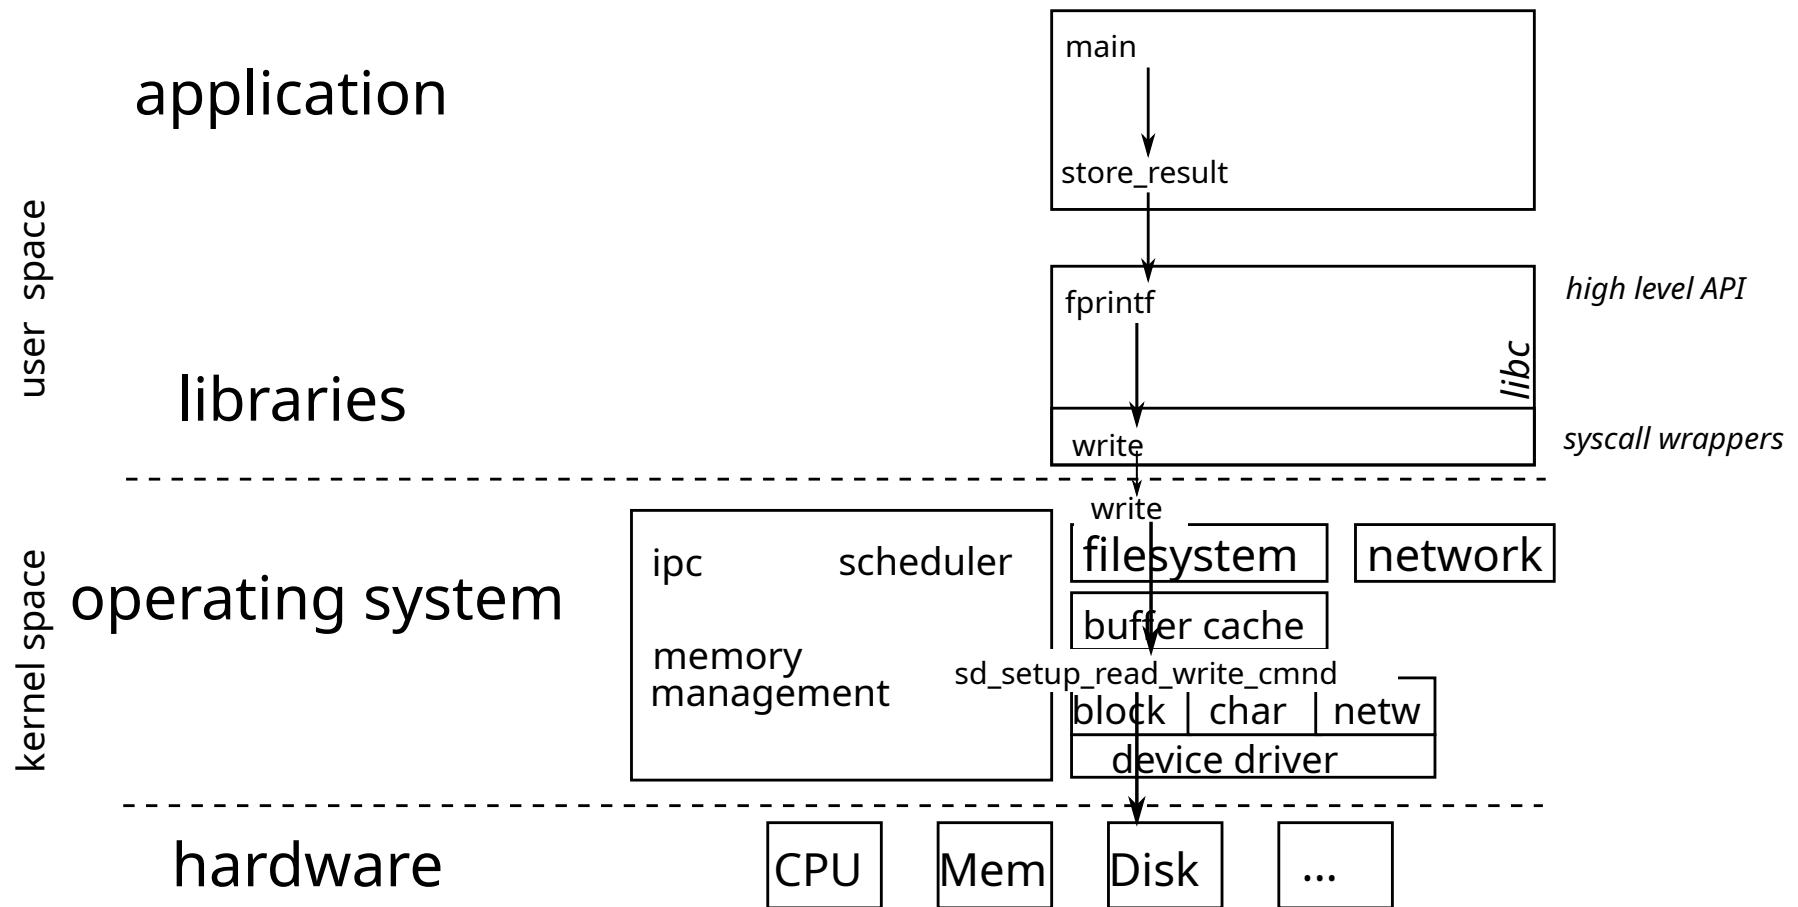 main
application
store_result
user space
high level API
fprintf
libc
libraries
syscall wrappers
write
write
kernel space
operating system
ipc
scheduler
filesystem
network
buffer cache
memory
management
sd_setup_read_write_cmnd
block
char
netw
device driver
hardware
CPU
Mem
Disk
...